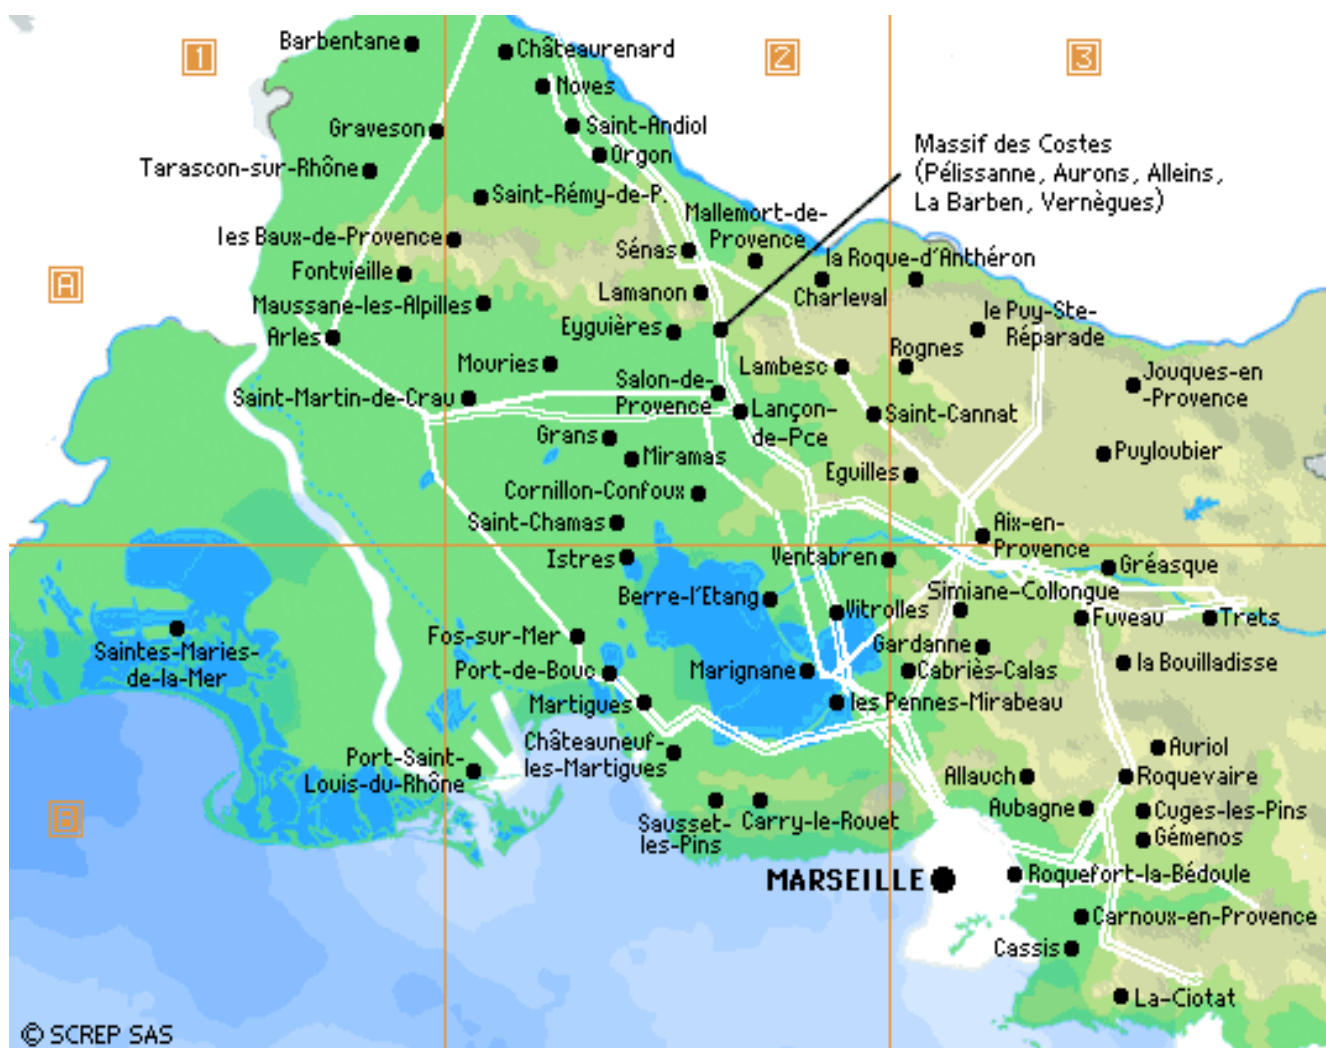 1
2
3
Barbentane
Châteaurenard
Noves
Graveson
Saint-Andiol
Orgon
Massif des Costes
(Pélissanne, Aurons, Alleins,
La Barben, Vernègues)
Tarascon-sur-Rhône
Saint-Rémy-de-P.
Mallemort-de-
Provence
les Baux-de-Provence
Sénas
la Roque-d'Anthéron
Fontvieille
A
Lamanon
Charleval
Maussane-les-Alpilles
le Puy-Ste-
Réparade
Eyguières
Arles
Rognes
Mouries
Lambesc
Jouques-en
-Provence
Salon-de-
Provence
Saint-Martin-de-Crau
Lançon-
de-Pce
Saint-Cannat
Grans
Miramas
Puyloubier
Eguilles
Cornillon-Confoux
Saint-Chamas
Aix-en-
Provence
Istres
Ventabren
Gréasque
Simiane-Collongue
Berre-l'Etang
Vitrolles
Fuveau
Trets
Saintes-Maries-
de-la-Mer
Fos-sur-Mer
Gardanne
Port-de-Bouc
Marignane
Cabriès-Calas
la Bouilladisse
Martigues
les Pennes-Mirabeau
Châteauneuf-
les-Martigues
Auriol
Port-Saint-
Louis-du-Rhône
Allauch
Roquevaire
B
Sausset-
les-Pins
Carry-le-Rouet
Aubagne
Cuges-les-Pins
Gémenos
MARSEILLE
Roquefort-la-Bédoule
Carnoux-en-Provence
Cassis
La-Ciotat
© SCREP SAS